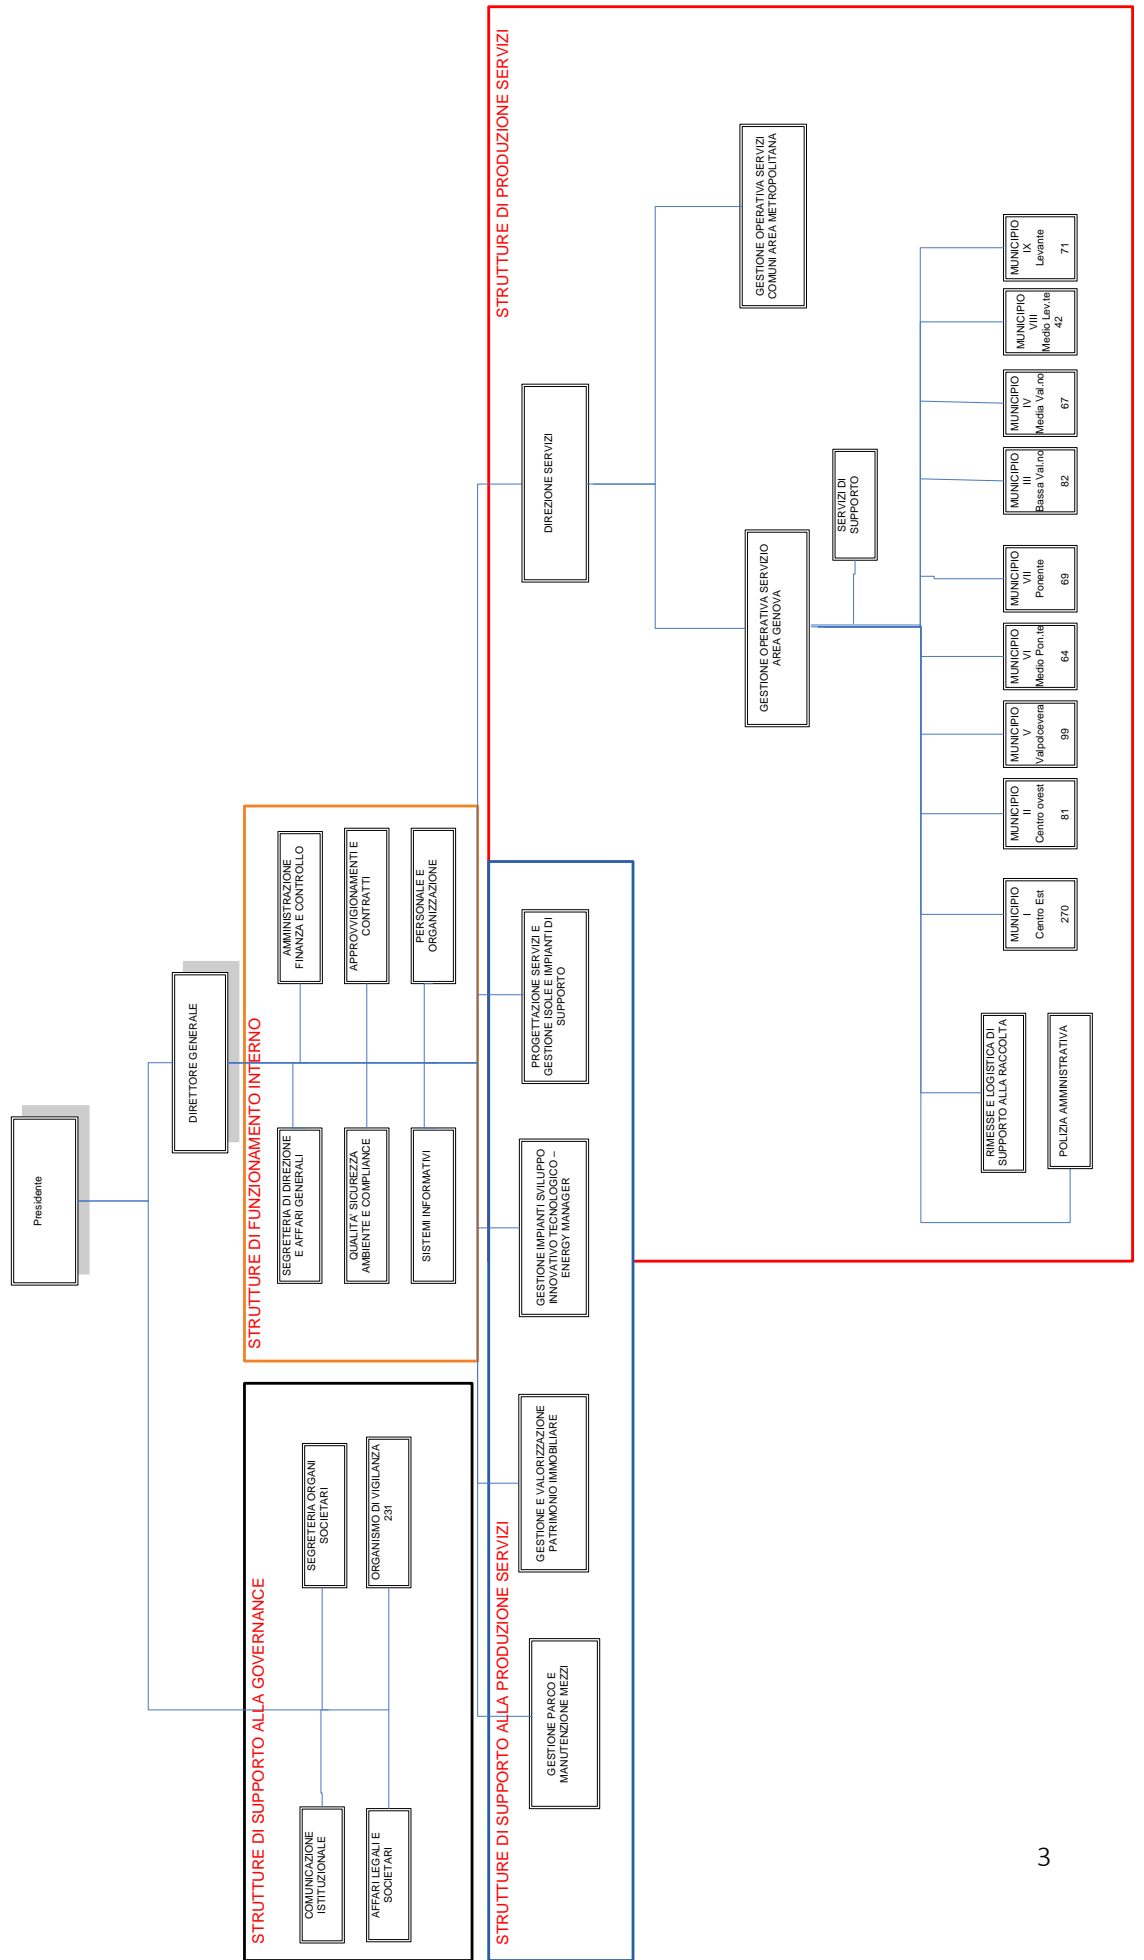 Presidente
DIRETTORE GENERALE
STRUTTURE DI SUPPORTO ALLA GOVERNANCE
COMUNICAZIONE
ISTITUZIONALE
SEGRETERIA ORGANI
SOCIETARI
AFFARI LEGALI E
SOCIETARI
ORGANISMO DI VIGILANZA
231
STRUTTURE DI FUNZIONAMENTO INTERNO
SEGRETERIA DI DIREZIONE
E AFFARI GENERALI
AMMINISTRAZIONE
FINANZA E CONTROLLO
QUALITA' SICUREZZA
AMBIENTE E COMPLIANCE
APPROVVIGIONAMENTI E
CONTRATTI
SISTEMI INFORMATIVI
PERSONALE E
ORGANIZZAZIONE
STRUTTURE DI SUPPORTO ALLA PRODUZIONE SERVIZI
GESTIONE PARCO E
MANUTENZIONE MEZZI
GESTIONE E VALORIZZAZIONE
PATRIMONIO IMMOBILIARE
GESTIONE IMPIANTI SVILUPPO
INNOVATIVO TECNOLOGICO –
ENERGY MANAGER
PROGETTAZIONE SERVIZI E
GESTIONE ISOLE E IMPIANTI DI
SUPPORTO
STRUTTURE DI PRODUZIONE SERVIZI
DIREZIONE SERVIZI
GESTIONE OPERATIVA SERVIZIO
AREA GENOVA
GESTIONE OPERATIVA SERVIZI
COMUNI AREA METROPOLITANA
SERVIZI DI
SUPPORTO
RIMESSE E LOGISTICA DI
SUPPORTO ALLA RACCOLTA
POLIZIA AMMINISTRATIVA
MUNICIPIO
I
Centro Est
270
MUNICIPIO
II
Centro ovest
81
MUNICIPIO
V
Valpolcevera
99
MUNICIPIO
VI
Medio Pon.te
64
MUNICIPIO
VII
Ponente
69
MUNICIPIO
III
Bassa Val.no
82
MUNICIPIO
IV
Media Val.no
67
MUNICIPIO
VIII
Medio Lev.te
42
MUNICIPIO
IX
Levante
71
3